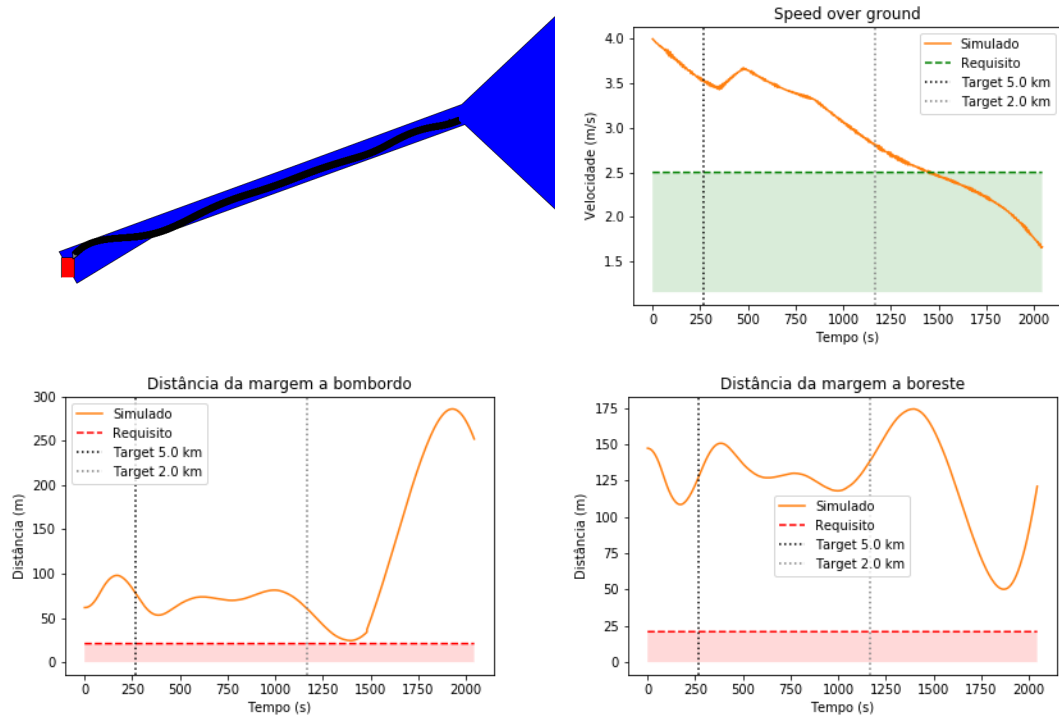 Speed over ground
4.0
3.5
3.0
2.5
2.0
1.5
Velocidade (m/s)
Simulado
Requisito
Target 5.0 km
Target 2.0 km
0 250 500 750 1000 1250 1500 1750 2000
Tempo (s)
Distância da margem a bombordo
300
250
200
150
100
50
0
Distância (m)
Simulado
Requisito
Target 5.0 km
Target 2.0 km
0 250 500 750 1000 1250 1500 1750 2000
Tempo (s)
Distância da margem a boreste
175
150
125
100
75
50
25
0
Distância (m)
Simulado
Requisito
Target 5.0 km
Target 2.0 km
0 250 500 750 1000 1250 1500 1750 2000
Tempo (s)